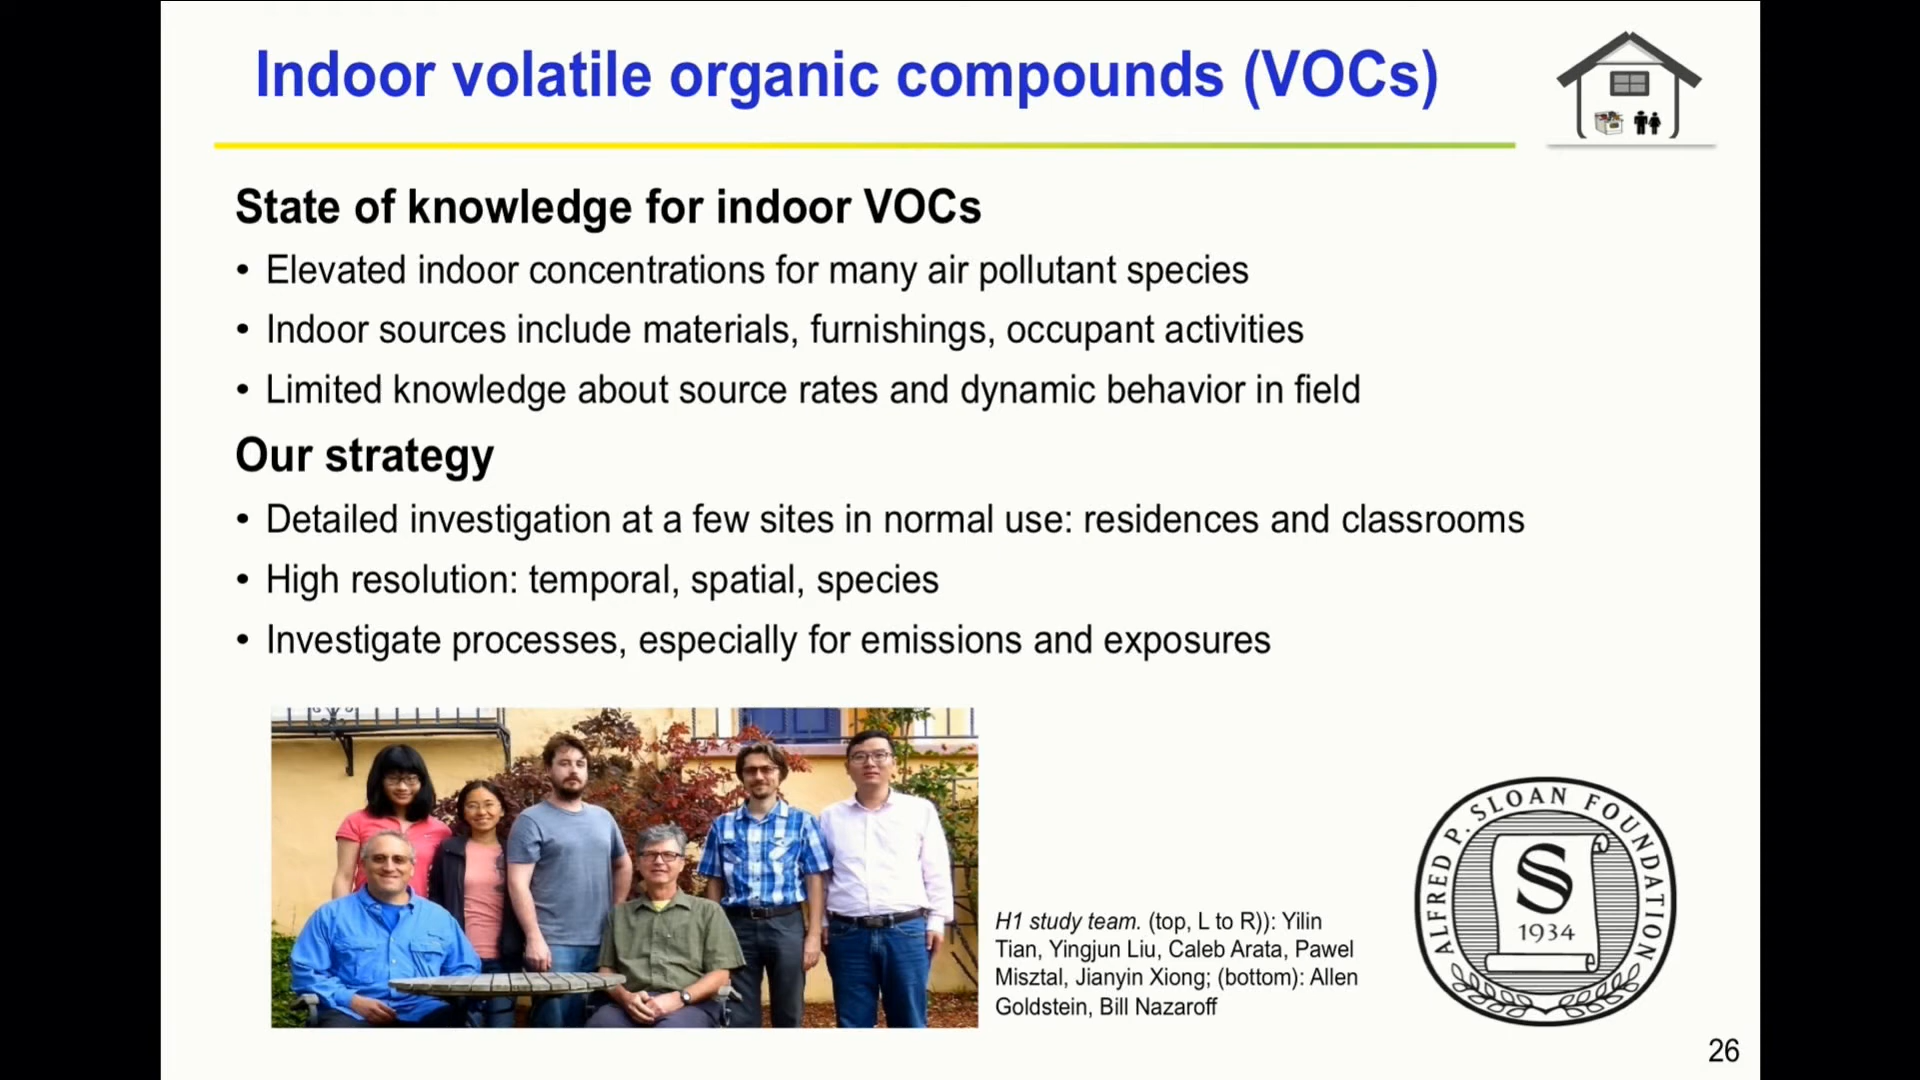 Indoor volatile organic compounds (VOCs)
State of knowledge for indoor VOCs
• Elevated indoor concentrations for many air pollutant species
• Indoor sources include materials, furnishings, occupant activities
• Limited knowledge about source rates and dynamic behavior in field
Our strategy
• Detailed investigation at a few sites in normal use: residences and classrooms
• High resolution: temporal, spatial, species
• Investigate processes, especially for emissions and exposures
H1 study team. (top, L to R)): Yilin
Tian, Yingjun Liu, Caleb Arata, Pawel
Misztal, Jianyin Xiong; (bottom): Allen
Goldstein, Bill Nazaroff
ALFRED P. SLOAN FOUNDATION
S
1934
26